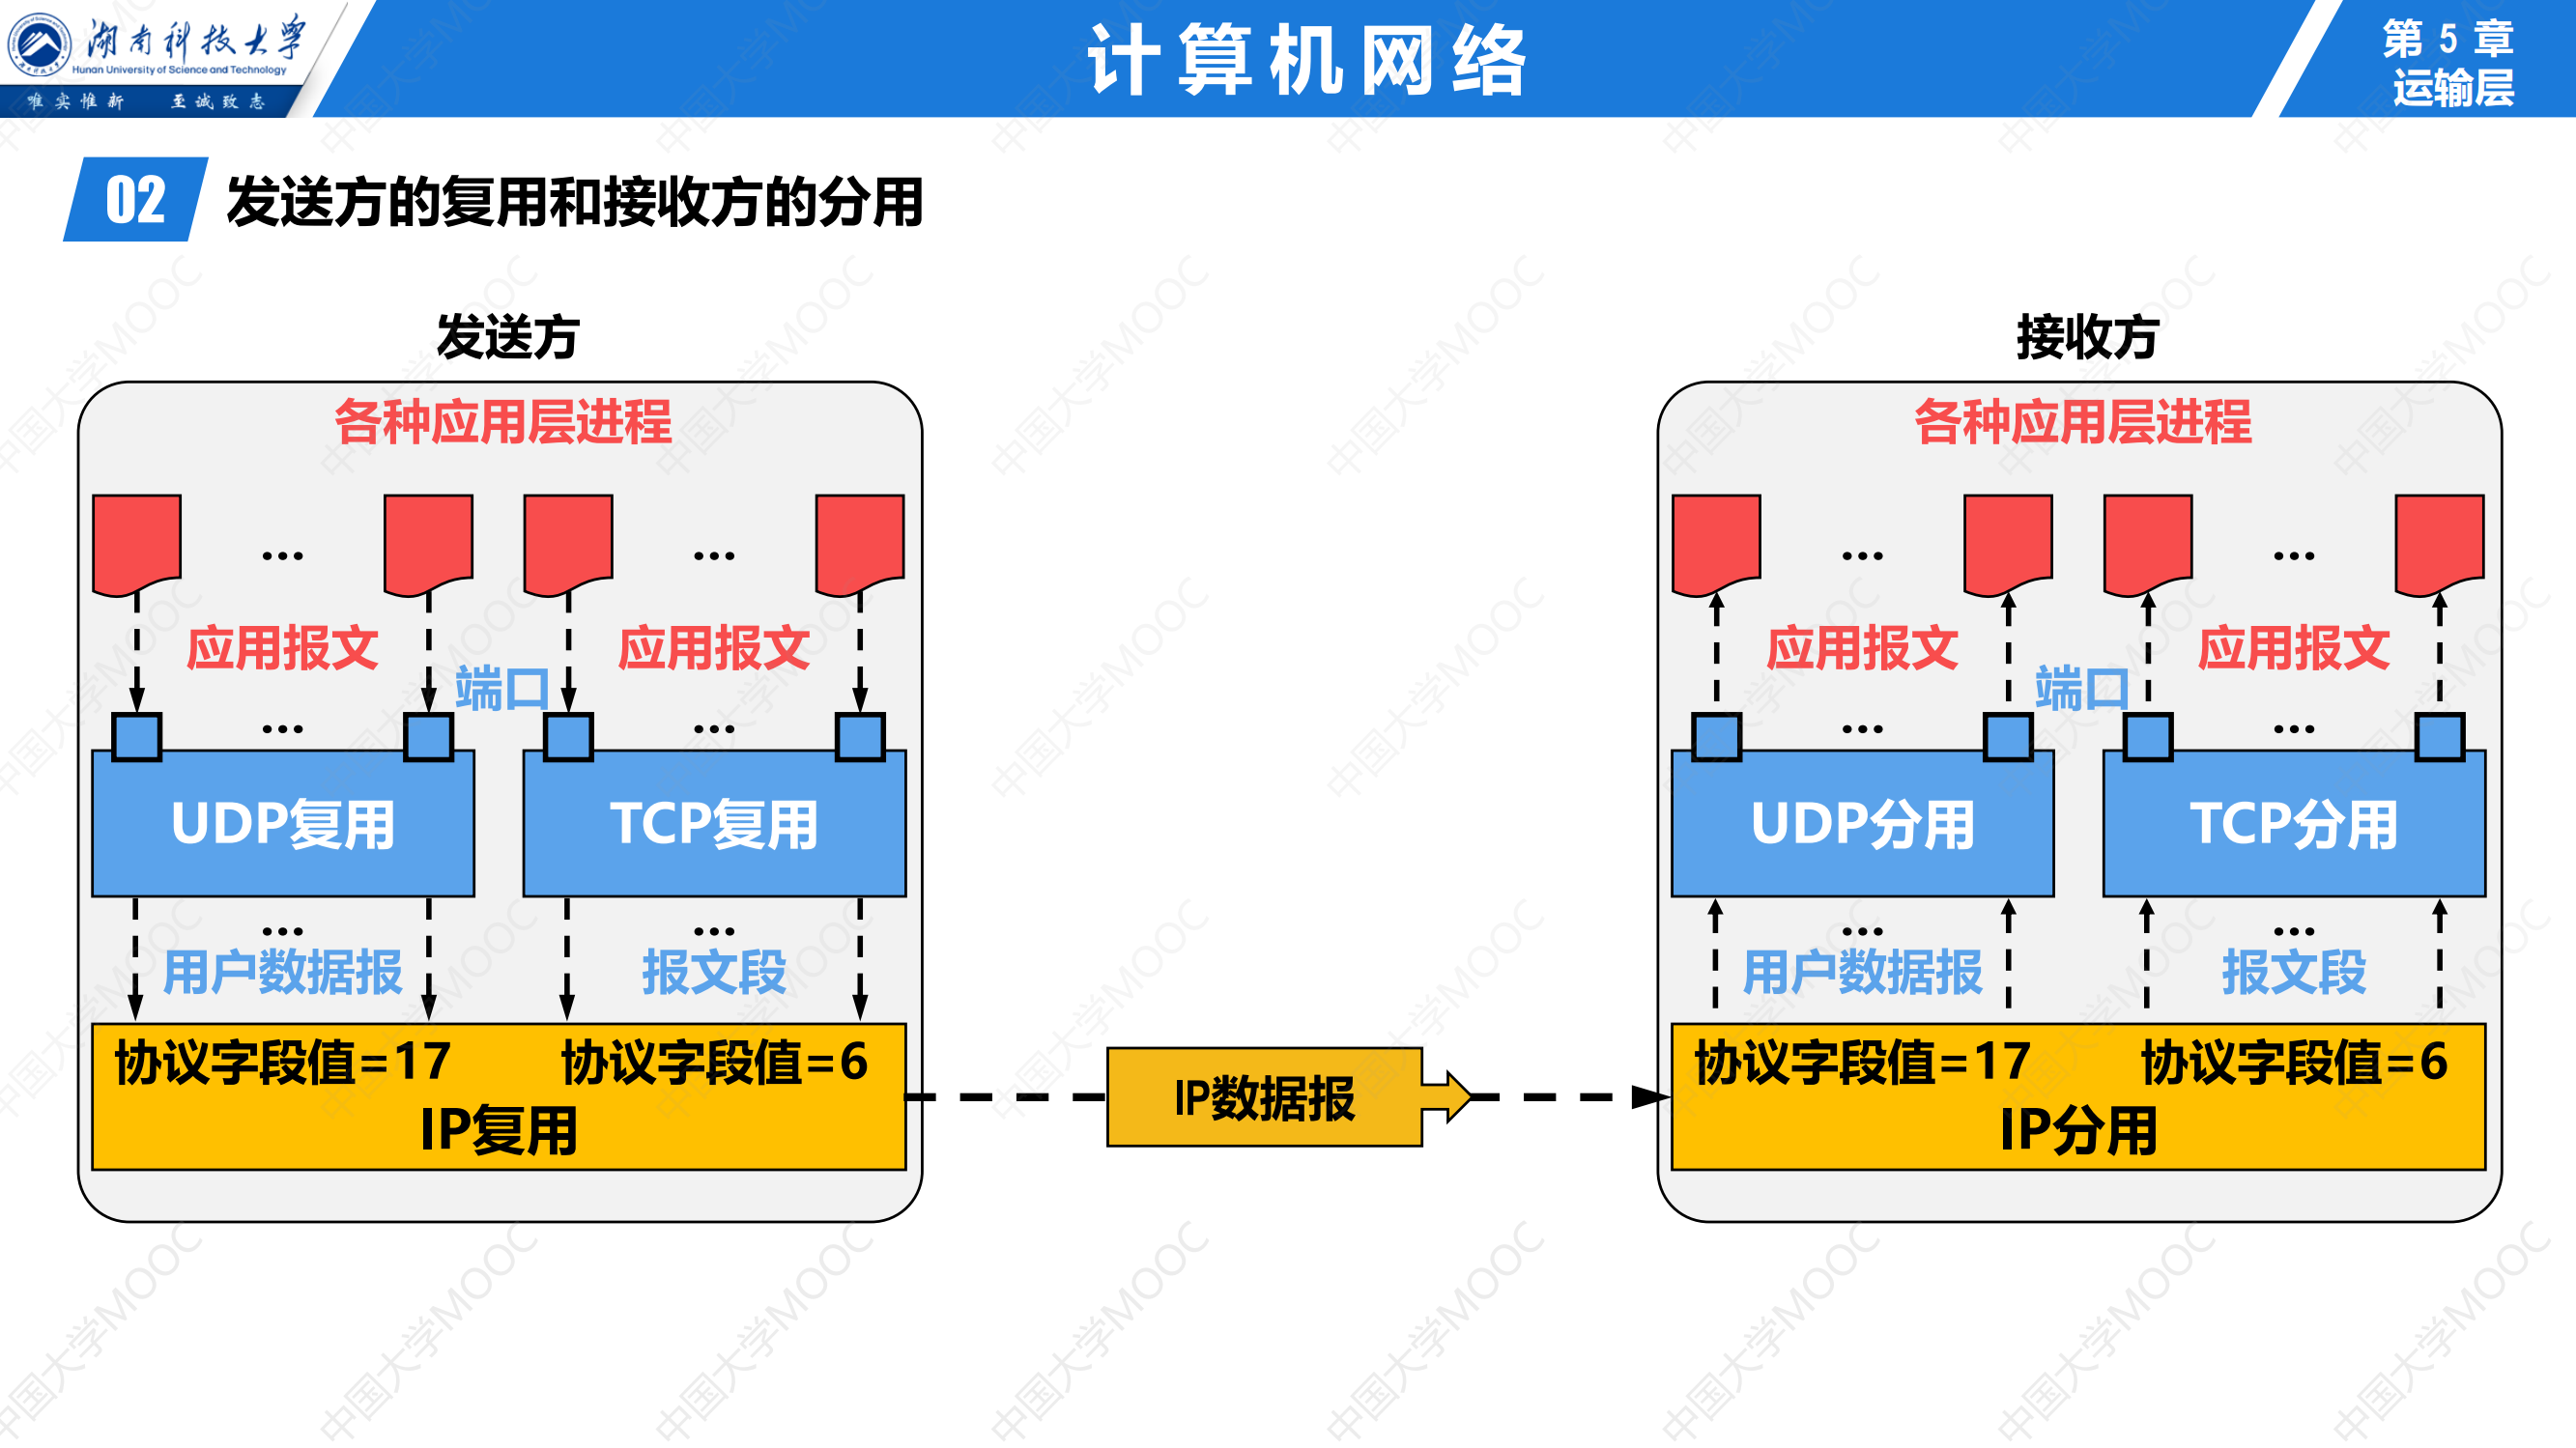 湖南科技大学
Hunan University of Science and Technology
唯实惟新 至诚致志
计算机网络
第 5 章
运输层
02 发送方的复用和接收方的分用
发送方
各种应用层进程
... ...
应用报文 应用报文
端口
... ...
UDP复用 TCP复用
... ...
用户数据报 报文段
协议字段值=17 协议字段值=6
IP复用
IP数据报
接收方
各种应用层进程
... ...
应用报文 应用报文
端口
... ...
UDP分用 TCP分用
... ...
用户数据报 报文段
协议字段值=17 协议字段值=6
IP分用
中国大学MOOC